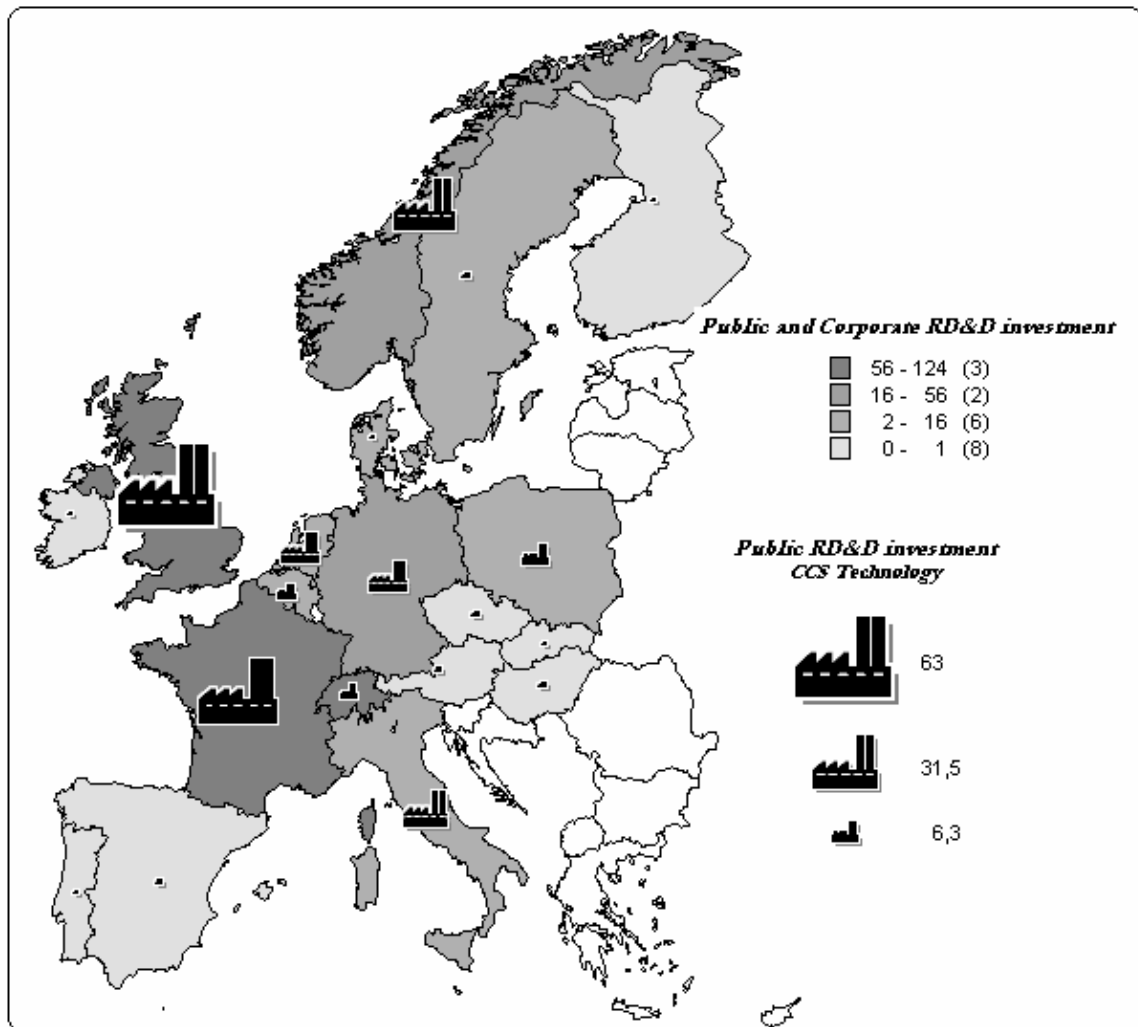 Public and Corporate RD&D investment
56 - 124 (3)
16 - 56 (2)
2 - 16 (6)
0 - 1 (8)
Public RD&D investment
CCS Technology
63
31,5
6,3